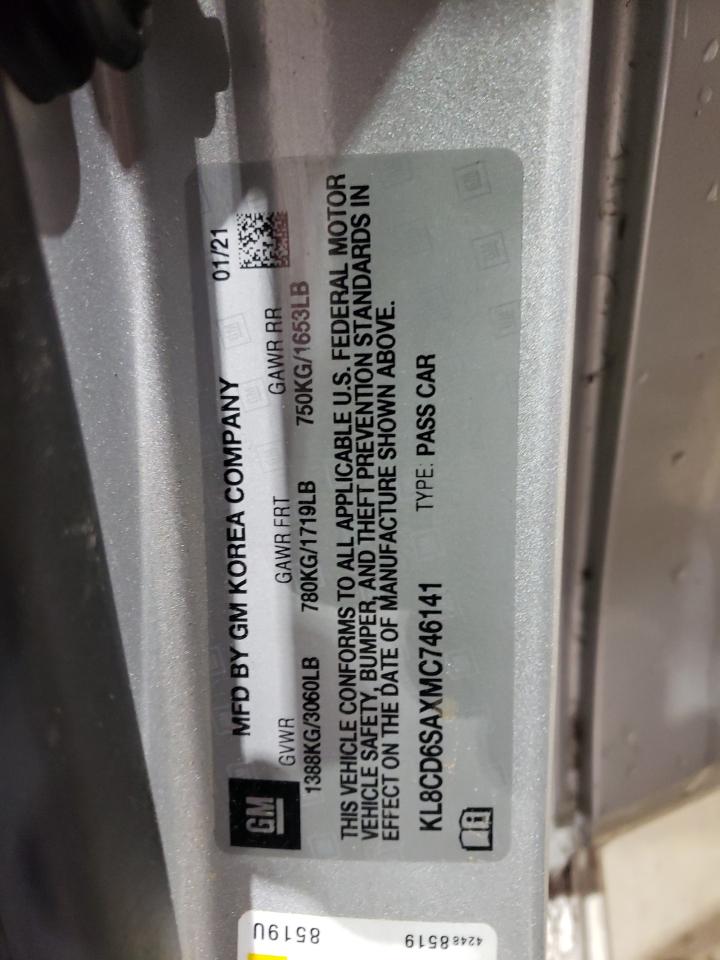 GM
MFD BY GM KOREA COMPANY 01/21
GVWR GAWR FRT GAWR RR
1388KG/3060LB 780KG/1719LB 750KG/1653LB
THIS VEHICLE CONFORMS TO ALL APPLICABLE U.S. FEDERAL MOTOR
VEHICLE SAFETY, BUMPER, AND THEFT PREVENTION STANDARDS IN
EFFECT ON THE DATE OF MANUFACTURE SHOWN ABOVE.
KL8CD6SAXMC746141 TYPE: PASS CAR
42488519
8519U